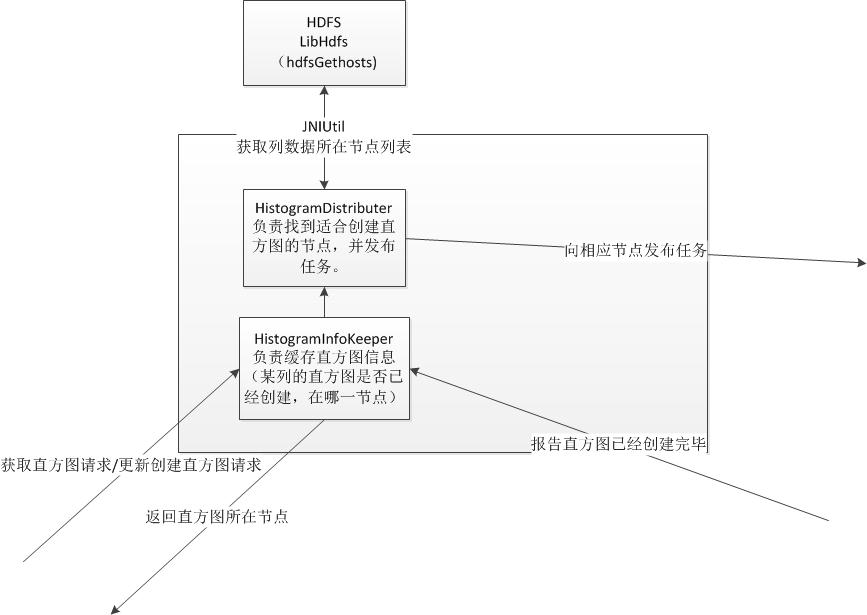 HDFS
LibHdfs
（hdfsGethosts)
JNIUtil
获取列数据所在节点列表
HistogramDistributer
负责找到适合创建直
方图的节点，并发布
任务。
向相应节点发布任务
HistogramInfoKeeper
负责缓存直方图信息
（某列的直方图是否已
经创建，在哪一节点）
报告直方图已经创建完毕
获取直方图请求/更新创建直方图请求
返回直方图所在节点